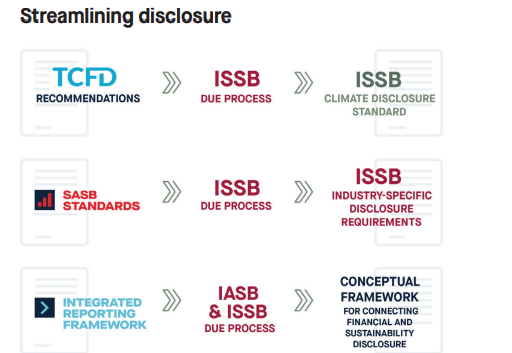 Streamlining disclosure
TCFD
RECOMMENDATIONS
ISSB
DUE PROCESS
ISSB
CLIMATE DISCLOSURE
STANDARD
SASB
STANDARDS
ISSB
DUE PROCESS
ISSB
INDUSTRY-SPECIFIC
DISCLOSURE
REQUIREMENTS
INTEGRATED
REPORTING
FRAMEWORK
IASB
& ISSB
DUE PROCESS
CONCEPTUAL
FRAMEWORK
FOR CONNECTING
FINANCIAL AND
SUSTAINABILITY
DISCLOSURE